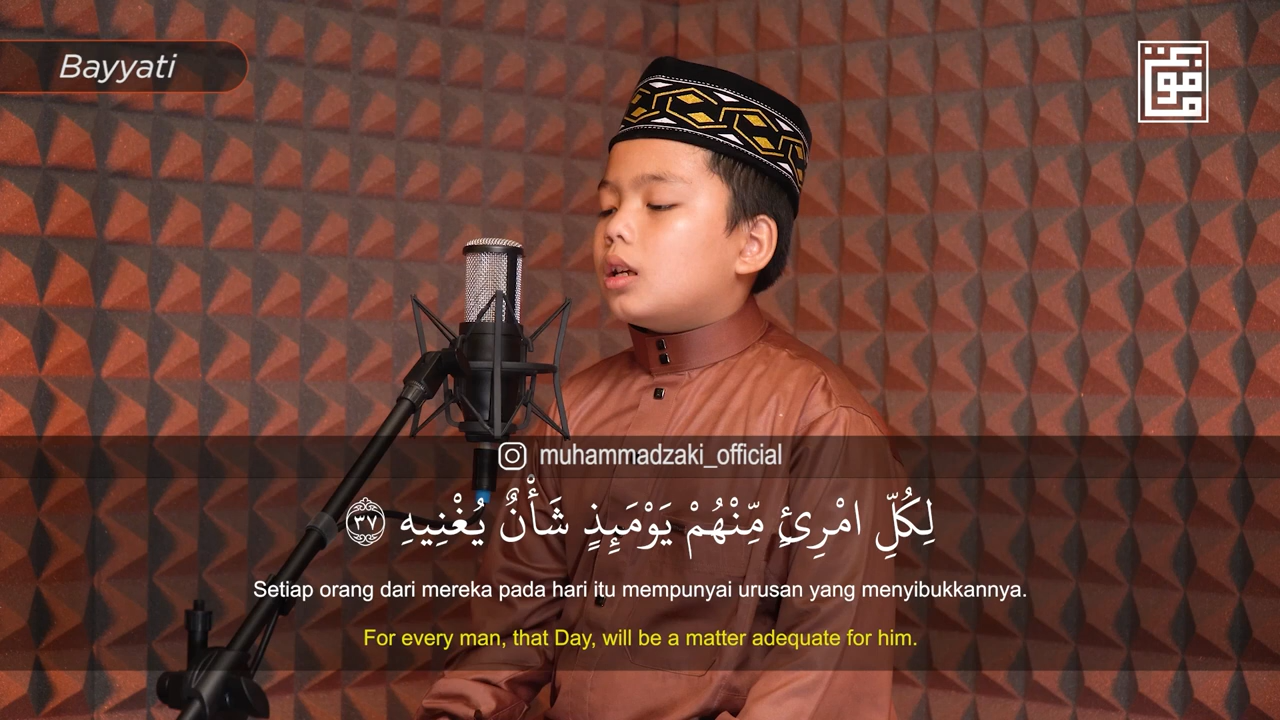 Bayyati
muhammadzaki_official
لِكُلِّ امْرِئٍ مِّنْهُمْ يَوْمَىِٕذٍ شَأْنٌ يُّغْنِيْهِ ٣٧
Setiap orang dari mereka pada hari itu mempunyai urusan yang menyibukkannya.
For every man, that Day, will be a matter adequate for him.